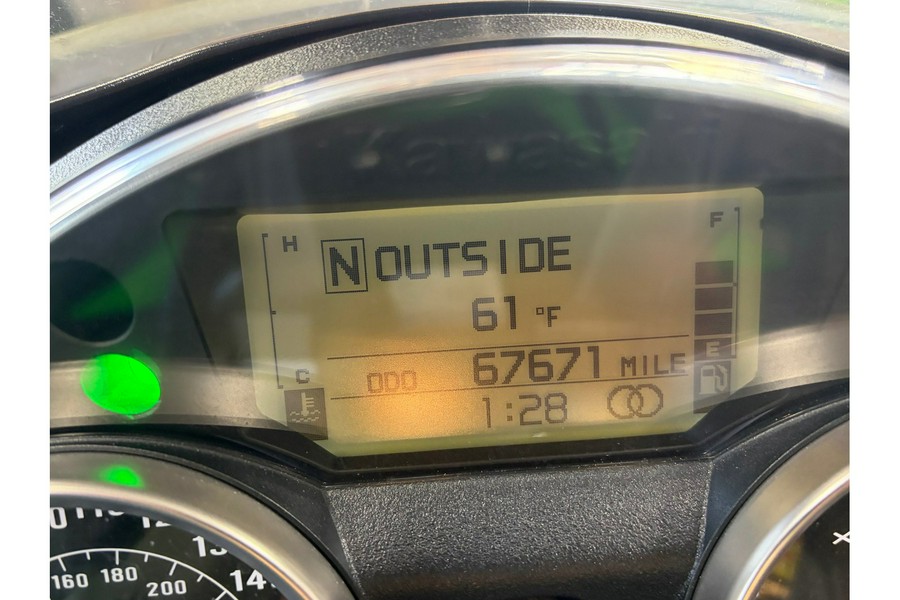 H
F
N OUTSIDE
61 °F
ODO 67671 MILE
E
C
1:28
160 180 200